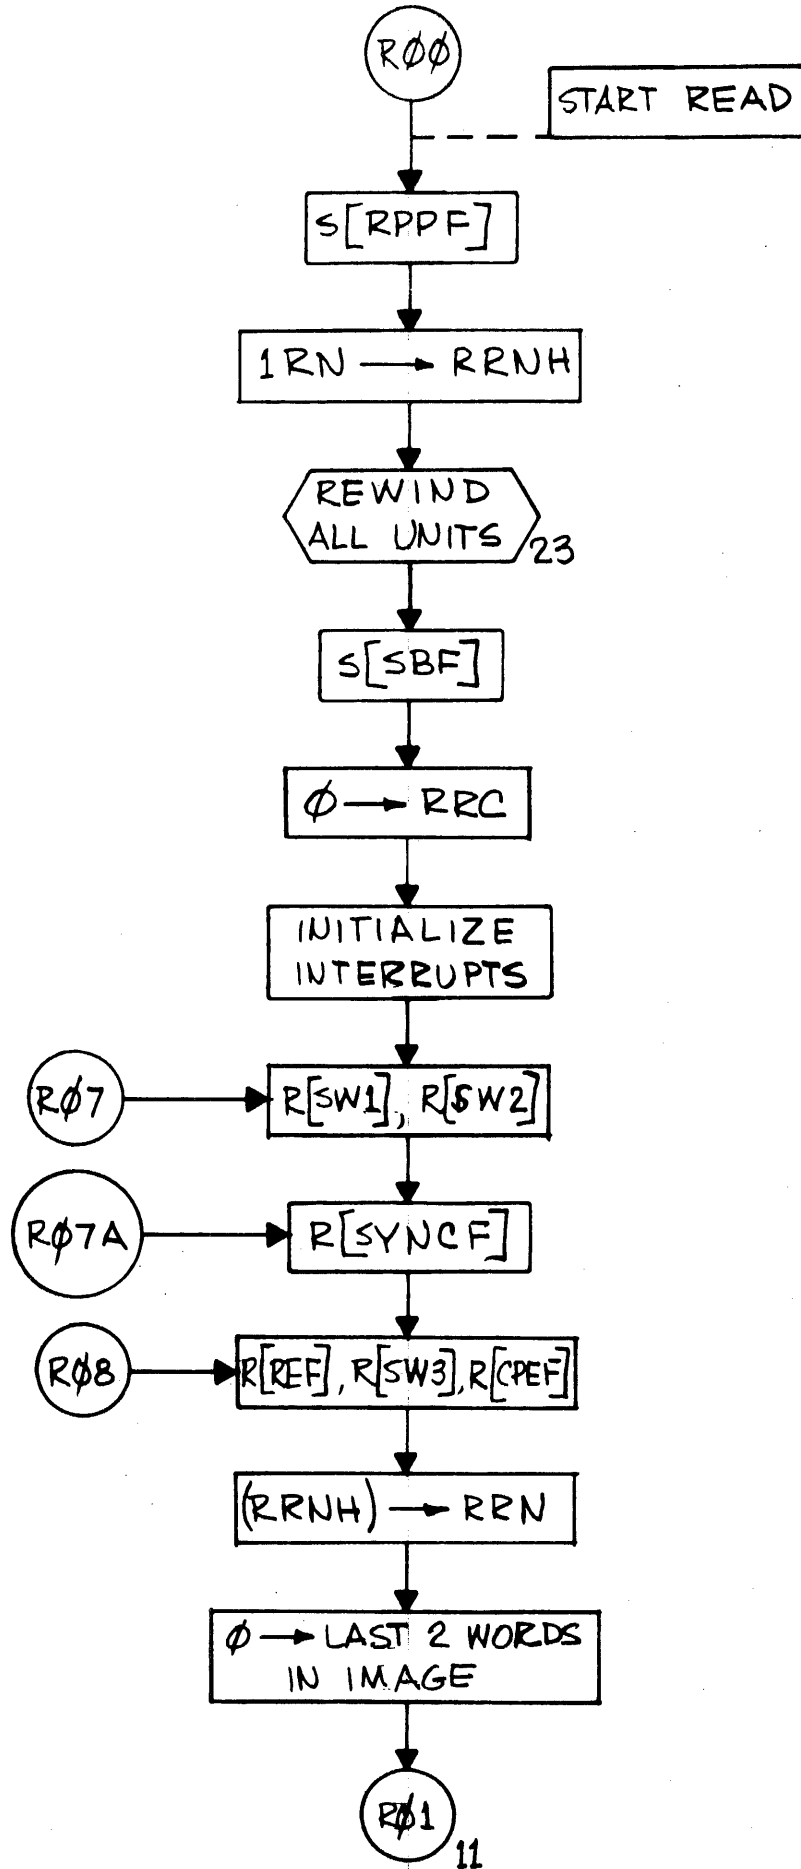 RØØ
START READ
S[RPPF]
1RN → RRNH
REWIND
ALL UNITS
23
S[SBF]
Ø → RRC
INITIALIZE
INTERRUPTS
RØ7
R[SW1], R[SW2]
RØ7A
R[SYNCF]
RØ8
R[REF], R[SW3], R[CPEF]
(RRNH) → RRN
Ø → LAST 2 WORDS
IN IMAGE
RØ1
11